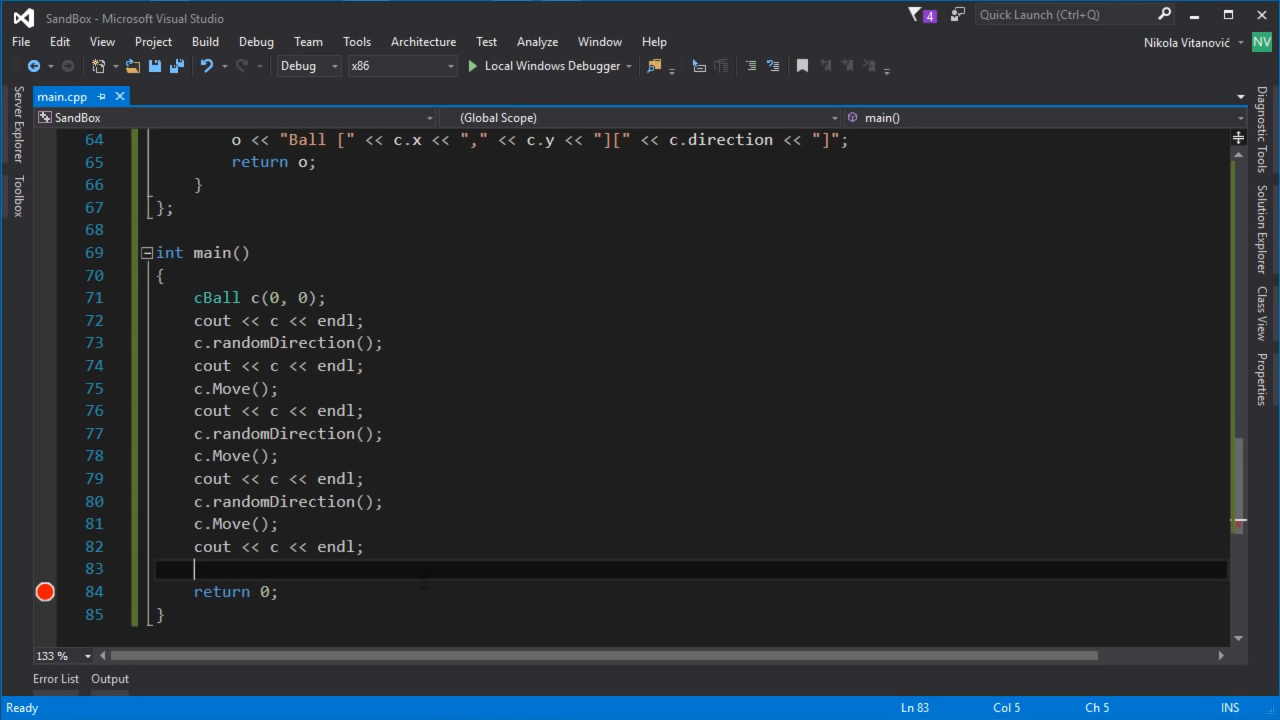 SandBox - Microsoft Visual Studio
4
Quick Launch (Ctrl+Q)
File Edit View Project Build Debug Team Tools Architecture Test Analyze Window Help
Nikola Vitanović NV
Debug x86 Local Windows Debugger
main.cpp
SandBox (Global Scope) main()
Server Explorer
Toolbox
64 o << "Ball [" << c.x << "," << c.y << "][" << c.direction << "]";
65 return o;
66 }
67 };
68
69 int main()
70 {
71 cBall c(0, 0);
72 cout << c << endl;
73 c.randomDirection();
74 cout << c << endl;
75 c.Move();
76 cout << c << endl;
77 c.randomDirection();
78 c.Move();
79 cout << c << endl;
80 c.randomDirection();
81 c.Move();
82 cout << c << endl;
83
84 return 0;
85 }
Diagnostic Tools
Solution Explorer
Class View
Properties
133 %
Error List Output
Ready Ln 83 Col 5 Ch 5 INS